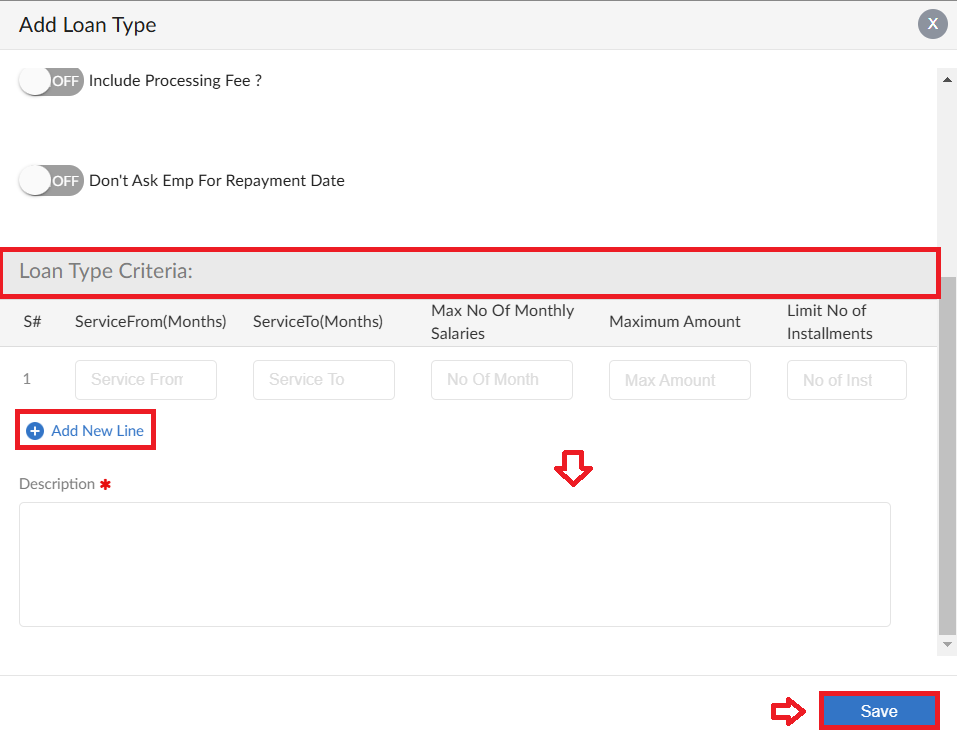 Add Loan Type
X
OFF Include Processing Fee ?
OFF Don't Ask Emp For Repayment Date
Loan Type Criteria:
S# ServiceFrom(Months) ServiceTo(Months) Max No Of Monthly Salaries Maximum Amount Limit No of Installments
1 Service From Service To No Of Month Max Amount No of Inst
Add New Line
Description *
Save